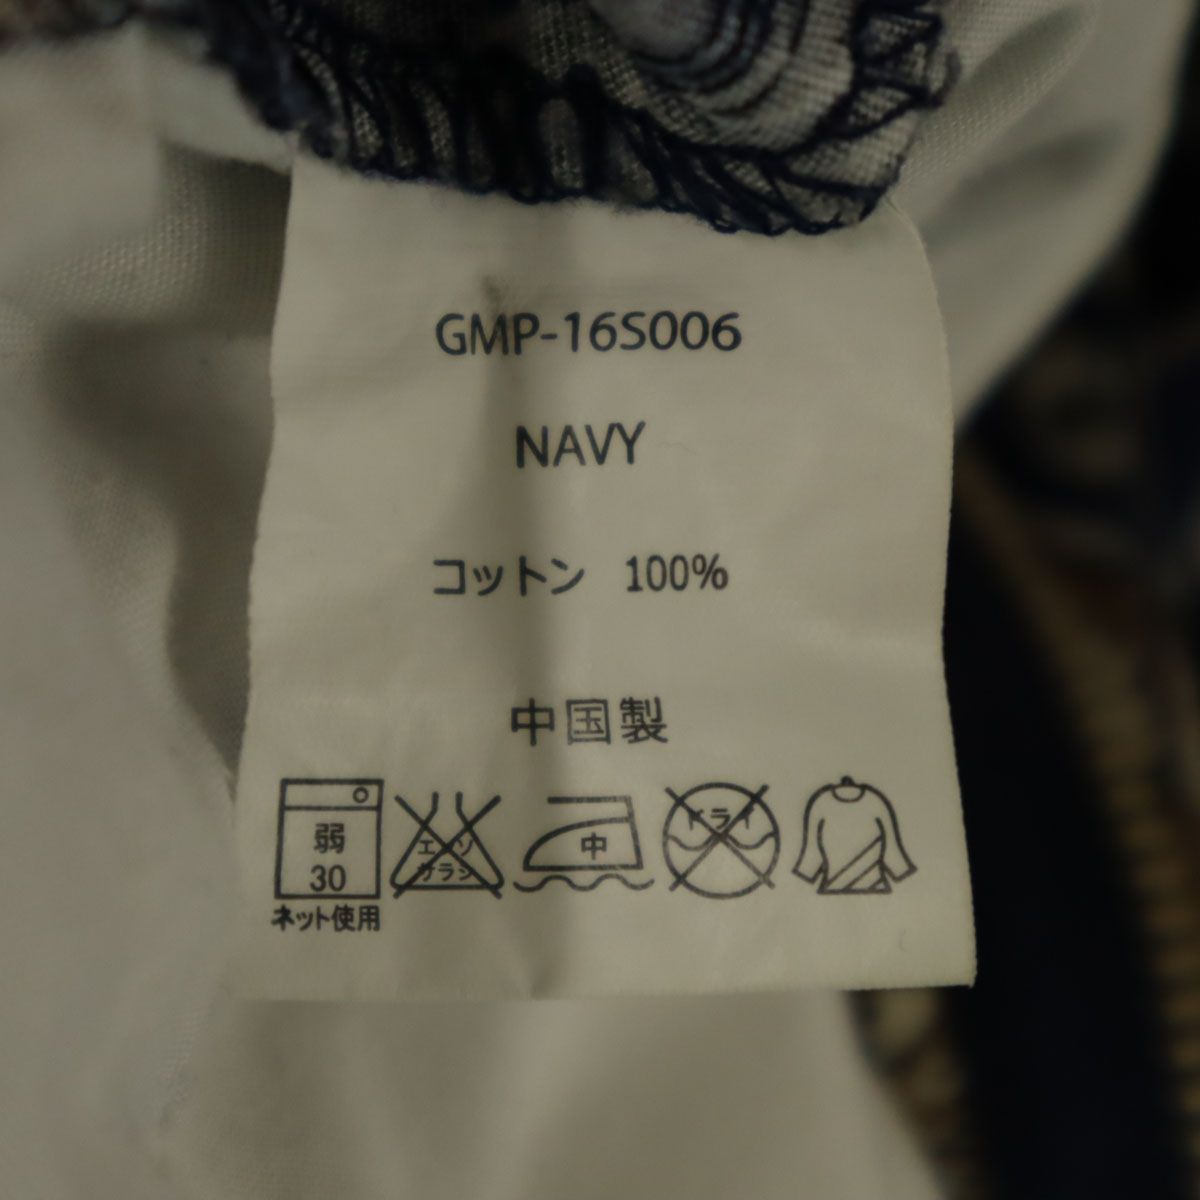 GMP-16S006
NAVY
コットン 100%
中国製
弱
30
ネット使用
エンソ
サラシ
中
ドライ